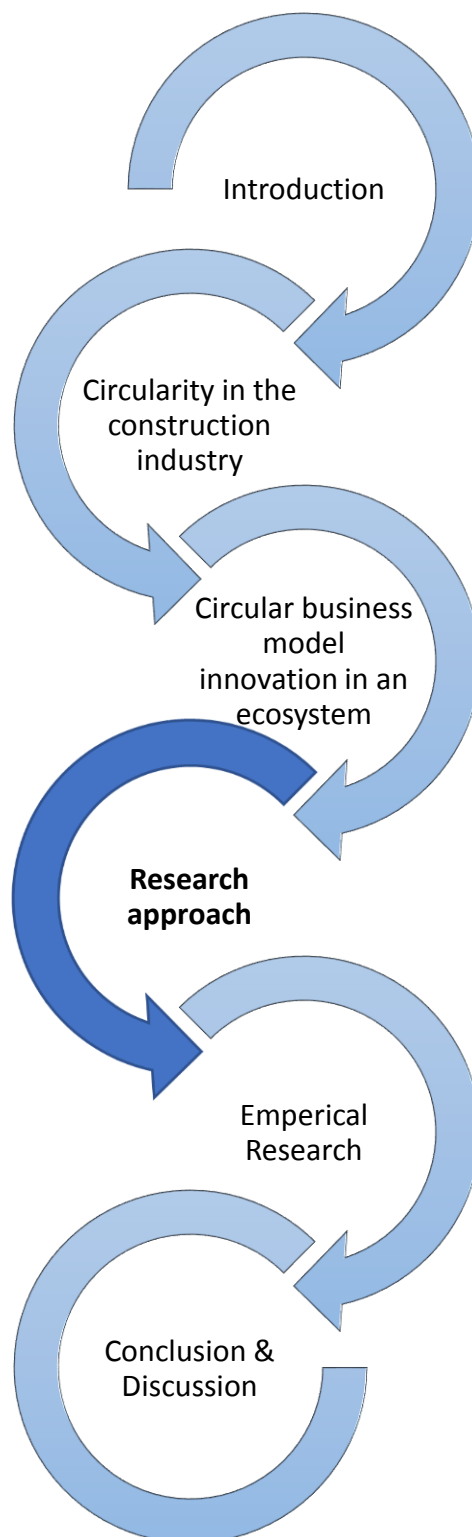 Introduction
Circularity in the
construction
industry
Circular business
model
innovation in an
ecosystem
Research
approach
Emperical
Research
Conclusion &
Discussion